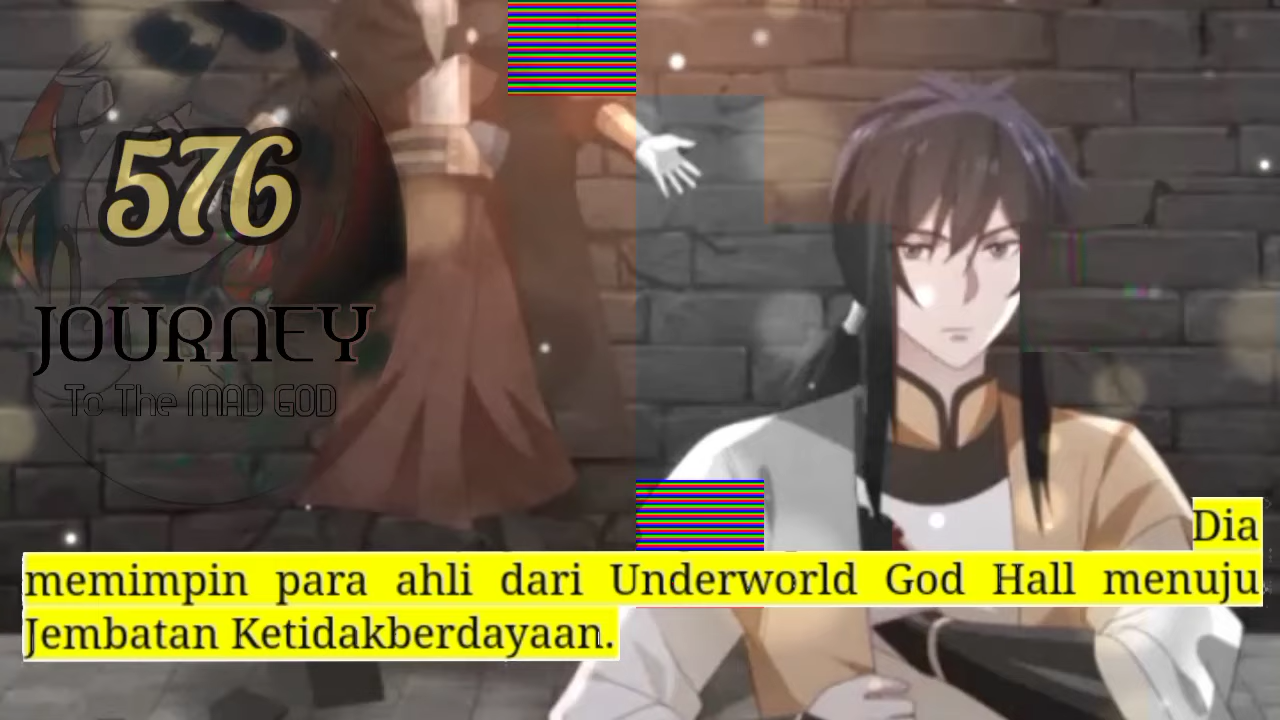 576
JOURNEY
To The MAD GOD
Dia
memimpin para ahli dari Underworld God Hall menuju
Jembatan Ketidakberdayaan.